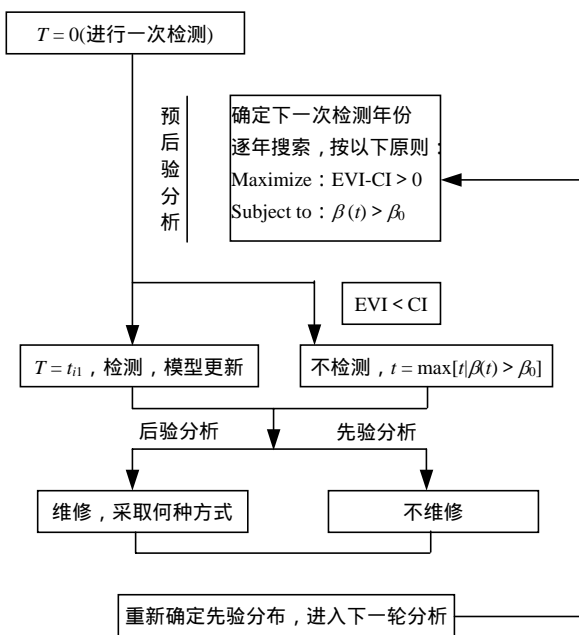 T = 0(进行一次检测)
预后验分析
确定下一次检测年份
逐年搜索，按以下原则：
Maximize：EVI-CI > 0
Subject to：β (t) > β₀
EVI < CI
T = tᵢ₁，检测，模型更新
不检测，t = max[t|β(t) > β₀]
后验分析
先验分析
维修，采取何种方式
不维修
重新确定先验分布，进入下一轮分析